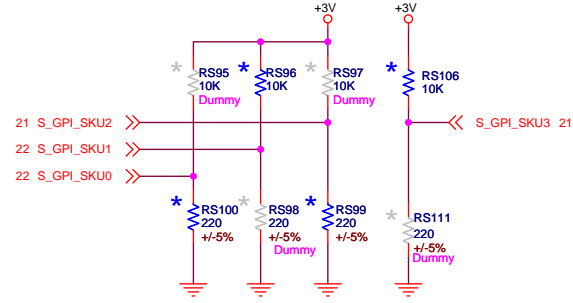 +3V
+3V
* RS95
10K
Dummy
* RS96
10K
* RS97
10K
Dummy
* RS106
10K
21 S_GPI_SKU2
S_GPI_SKU3 21
22 S_GPI_SKU1
22 S_GPI_SKU0
* RS100
220
+/-5%
* RS98
220
+/-5%
Dummy
* RS99
220
+/-5%
* RS111
220
+/-5%
Dummy